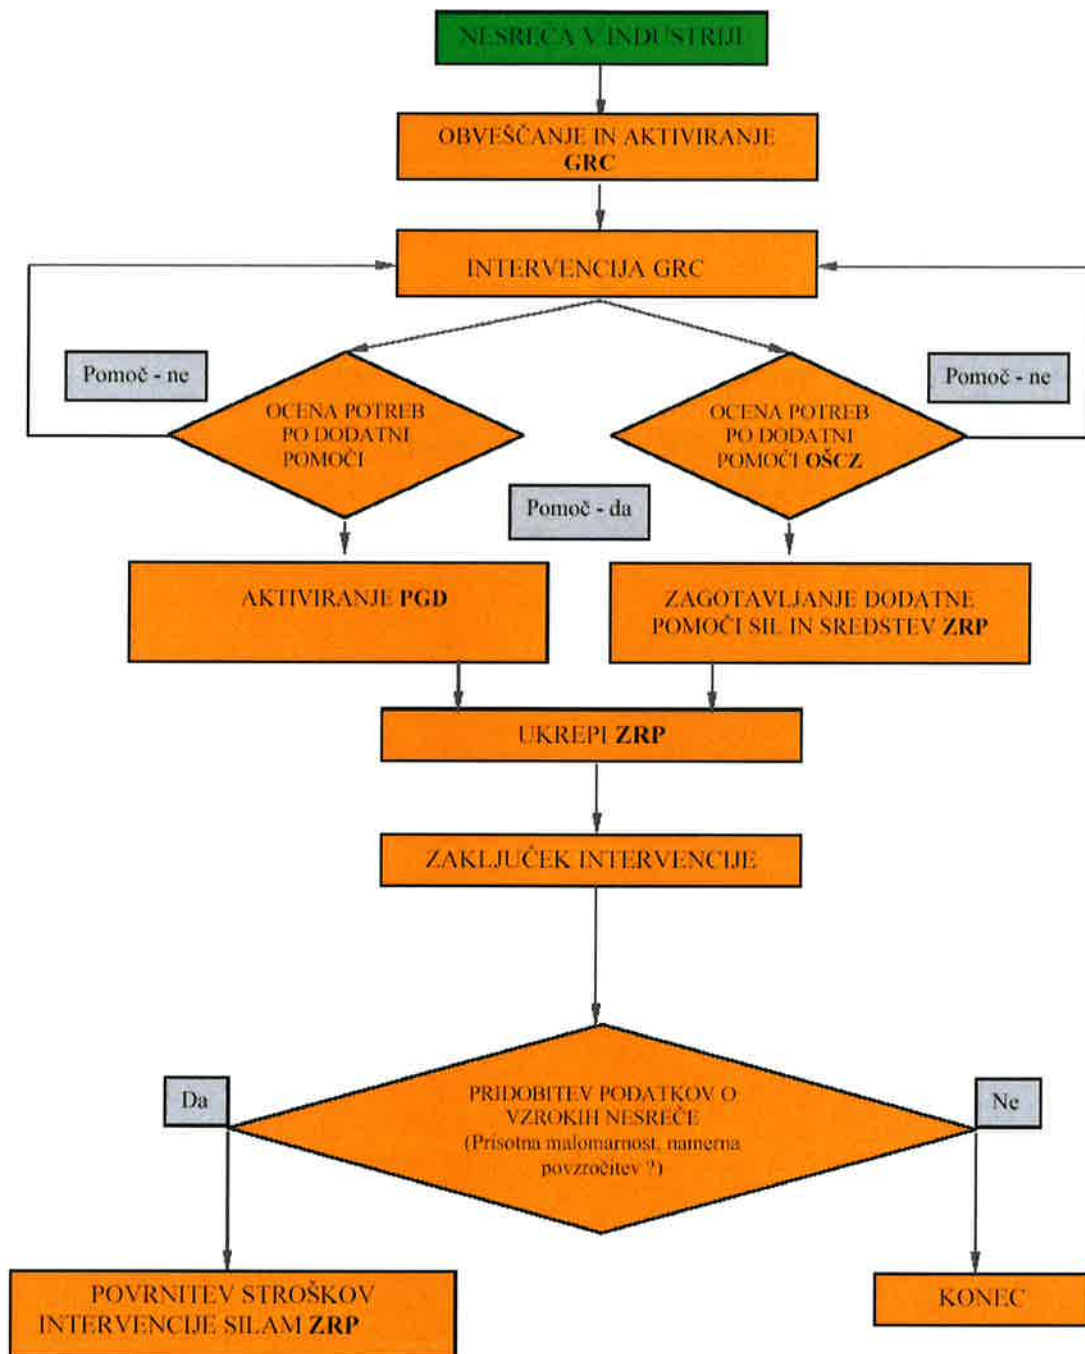 NESREČA V INDUSTRIJI
OBVEŠČANJE IN AKTIVIRANJE
GRC
INTERVENCIJA GRC
Pomoč - ne
Pomoč - ne
OCENA POTREB
PO DODATNI
POMOČI
OCENA POTREB
PO DODATNI
POMOČI OŠCZ
Pomoč - da
AKTIVIRANJE PGD
ZAGOTAVLJANJE DODATNE
POMOČI SIL IN SREDSTEV ZRP
UKREPI ZRP
ZAKLJUČEK INTERVENCIJE
Da
PRIDOBITEV PODATKOV O
VZROKIH NESREČE
(Prisotna malomarnost, namerna
povzročitev ?)
Ne
POVRNITEV STROŠKOV
INTERVENCIJE SILAM ZRP
KONEC